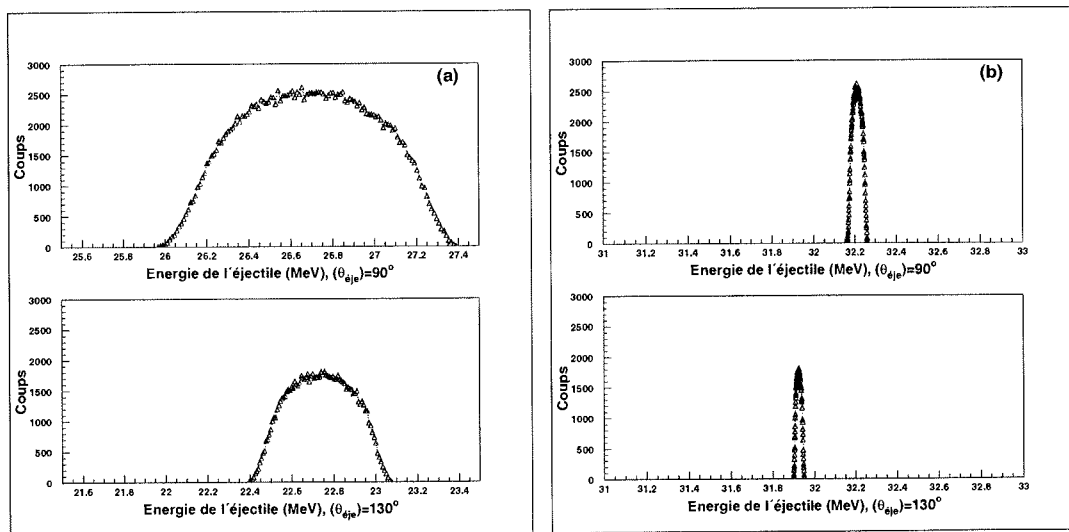 (a)
3000
2500
2000
1500
1000
500
0
Coups
25.6 25.8 26 26.2 26.4 26.6 26.8 27 27.2 27.4
Energie de l´éjectile (MeV), (θéje)=90°
3000
2500
2000
1500
1000
500
0
Coups
21.6 21.8 22 22.2 22.4 22.6 22.8 23 23.2 23.4
Energie de l´éjectile (MeV), (θéje)=130°
(b)
3000
2500
2000
1500
1000
500
0
Coups
31 31.2 31.4 31.6 31.8 32 32.2 32.4 32.6 32.8 33
Energie de l´éjectile (MeV), (θéje)=90°
3000
2500
2000
1500
1000
500
0
Coups
31 31.2 31.4 31.6 31.8 32 32.2 32.4 32.6 32.8 33
Energie de l´éjectile (MeV), (θéje)=130°